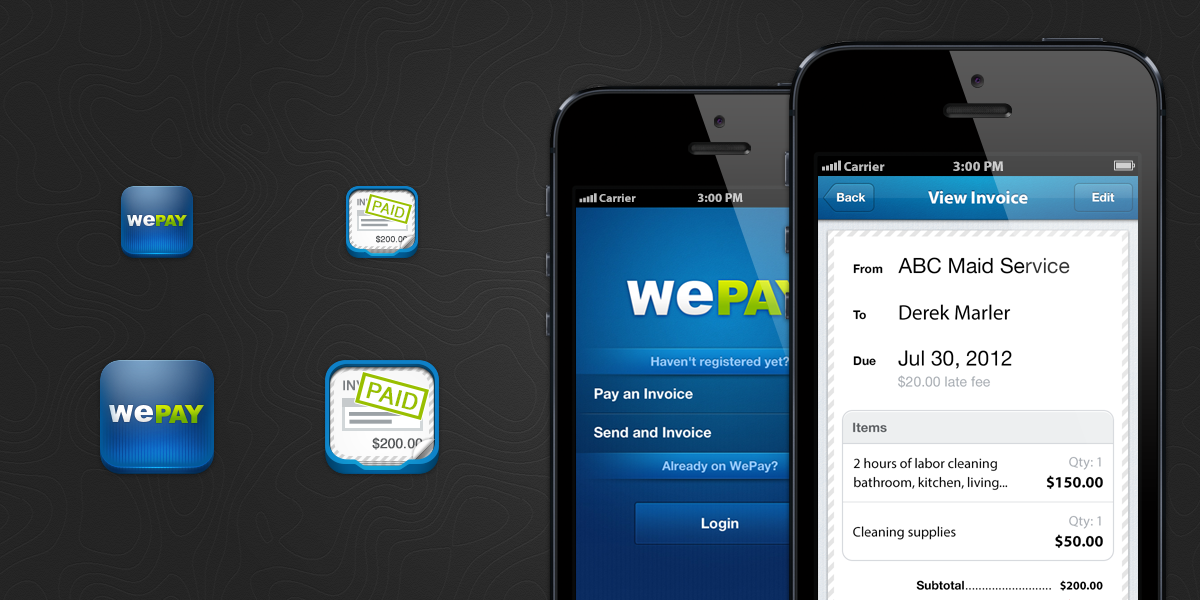 wePAY
INV
PAID
$200.00
wePAY
INV
PAID
$200.00
Carrier
3:00 PM
wePAY
Haven't registered yet?
Pay an Invoice
Send and Invoice
Already on WePay?
Login
Carrier
3:00 PM
Back
View Invoice
Edit
From ABC Maid Service
To Derek Marler
Due Jul 30, 2012
$20.00 late fee
Items
2 hours of labor cleaning
Qty: 1
bathroom, kitchen, living...
$150.00
Qty: 1
Cleaning supplies
$50.00
Subtotal.......................... $200.00